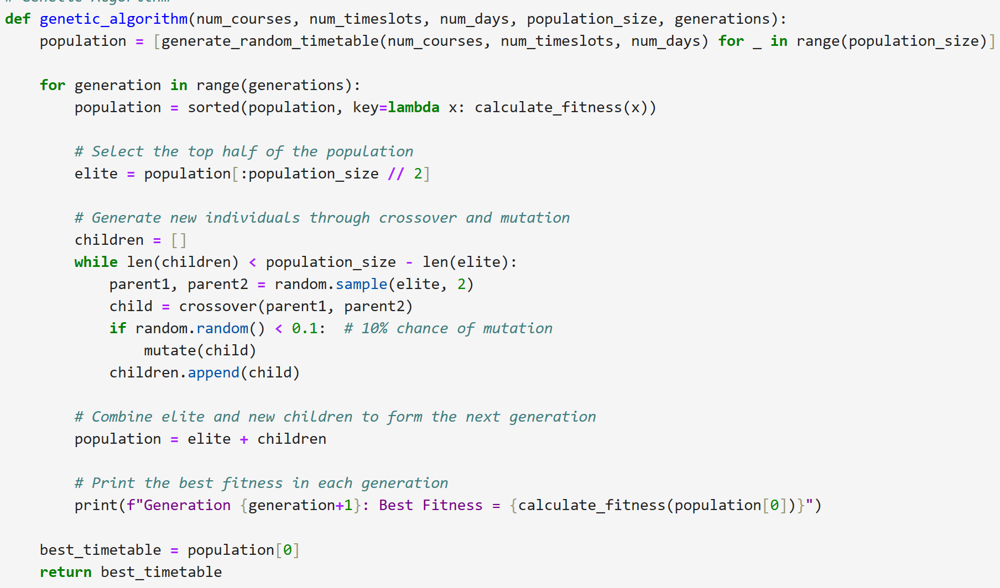 # Genetic Algorithm
def genetic_algorithm(num_courses, num_timeslots, num_days, population_size, generations):
    population = [generate_random_timetable(num_courses, num_timeslots, num_days) for _ in range(population_size)]

    for generation in range(generations):
        population = sorted(population, key=lambda x: calculate_fitness(x))

        # Select the top half of the population
        elite = population[:population_size // 2]

        # Generate new individuals through crossover and mutation
        children = []
        while len(children) < population_size - len(elite):
            parent1, parent2 = random.sample(elite, 2)
            child = crossover(parent1, parent2)
            if random.random() < 0.1:  # 10% chance of mutation
                mutate(child)
            children.append(child)

        # Combine elite and new children to form the next generation
        population = elite + children

        # Print the best fitness in each generation
        print(f"Generation {generation+1}: Best Fitness = {calculate_fitness(population[0])}")

    best_timetable = population[0]
    return best_timetable